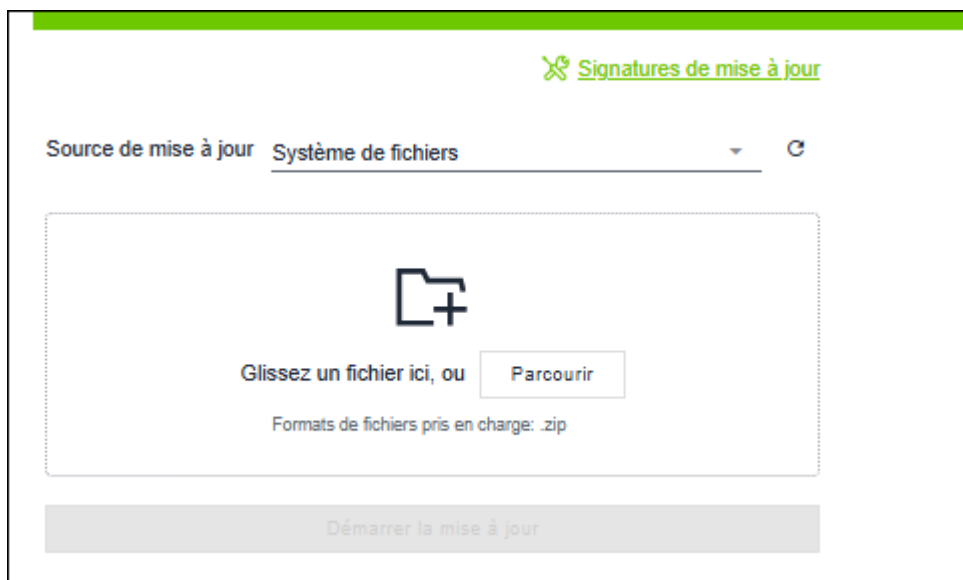 Signatures de mise à jour
Source de mise à jour Système de fichiers
Glissez un fichier ici, ou Parcourir
Formats de fichiers pris en charge: .zip
Démarrer la mise à jour